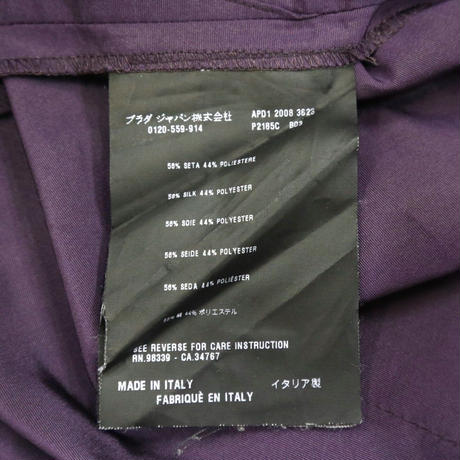 プラダ ジャパン株式会社 APD1 2008 3623
0120-559-914 P2185C
56% SETA 44% POLIESTERE
56% SILK 44% POLYESTER
56% SOIE 44% POLYESTER
56% SEIDE 44% POLYESTER
56% SEDA 44% POLIÉSTER
56% 絹 44% ポリエステル
SEE REVERSE FOR CARE INSTRUCTION
RN.98339 - CA.34767
MADE IN ITALY イタリア製
FABRIQUÈ EN ITALY